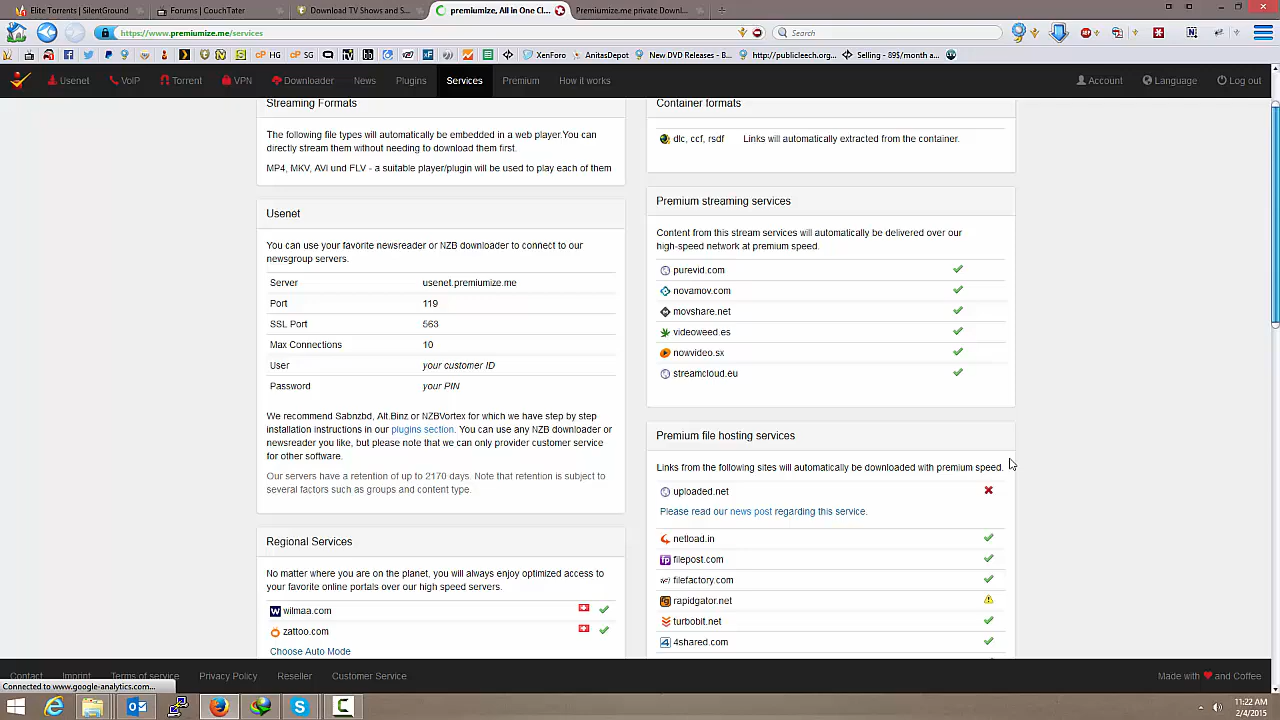 Elite Torrents | SilentGround
Forums | CouchTater
Download TV Shows and S...
premiumize, All in One Cl...
Premiumize.me private Downl...
https://www.premiumize.me/services
Search
HG
SG
XenForo
AnitasDepot
New DVD Releases - B...
http://publicleech.org...
Selling - 895/month a...
Usenet
VoIP
Torrent
VPN
Downloader
News
Plugins
Services
Premium
How it works
Account
Language
Log out
Streaming Formats
The following file types will automatically be embedded in a web player.You can
directly stream them without needing to download them first.
MP4, MKV, AVI und FLV - a suitable player/plugin will be used to play each of them
Usenet
You can use your favorite newsreader or NZB downloader to connect to our
newsgroup servers.
Server usenet.premiumize.me
Port 119
SSL Port 563
Max Connections 10
User your customer ID
Password your PIN
We recommend Sabnzbd, Alt.Binz or NZBVortex for which we have step by step
installation instructions in our plugins section. You can use any NZB downloader or
newsreader you like, but please note that we can only provider customer service
for other software.
Our servers have a retention of up to 2170 days. Note that retention is subject to
several factors such as groups and content type.
Regional Services
No matter where you are on the planet, you will always enjoy optimized access to
your favorite online portals over our high speed servers.
wilmaa.com
zattoo.com
Choose Auto Mode
Container formats
dlc, ccf, rsdf Links will automatically extracted from the container.
Premium streaming services
Content from this stream services will automatically be delivered over our
high-speed network at premium speed.
purevid.com
novamov.com
movshare.net
videoweed.es
nowvideo.sx
streamcloud.eu
Premium file hosting services
Links from the following sites will automatically be downloaded with premium speed.
uploaded.net
Please read our news post regarding this service.
netload.in
filepost.com
filefactory.com
rapidgator.net
turbobit.net
4shared.com
Contact
Imprint
Terms of service
Privacy Policy
Reseller
Customer Service
Made with and Coffee
Connected to www.google-analytics.com...
11:22 AM
2/4/2015